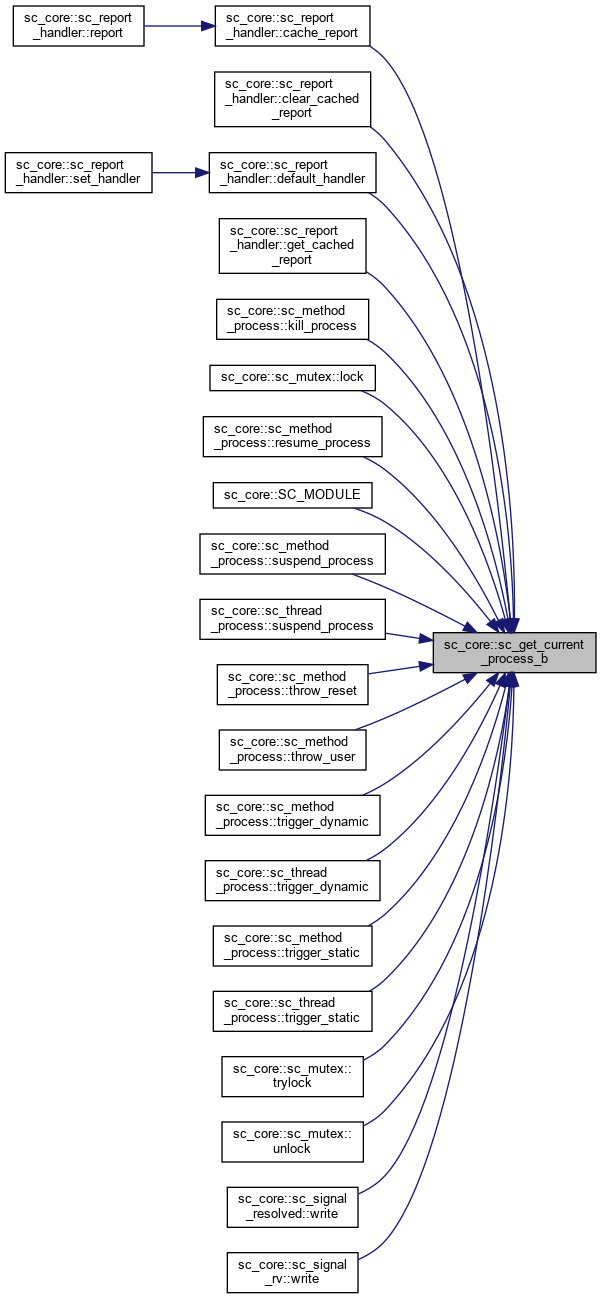 sc_core::sc_report
_handler::report
sc_core::sc_report
_handler::cache_report
sc_core::sc_report
_handler::clear_cached
_report
sc_core::sc_report
_handler::set_handler
sc_core::sc_report
_handler::default_handler
sc_core::sc_report
_handler::get_cached
_report
sc_core::sc_method
_process::kill_process
sc_core::sc_mutex::lock
sc_core::sc_method
_process::resume_process
sc_core::SC_MODULE
sc_core::sc_method
_process::suspend_process
sc_core::sc_thread
_process::suspend_process
sc_core::sc_get_current
_process_b
sc_core::sc_method
_process::throw_reset
sc_core::sc_method
_process::throw_user
sc_core::sc_method
_process::trigger_dynamic
sc_core::sc_thread
_process::trigger_dynamic
sc_core::sc_method
_process::trigger_static
sc_core::sc_thread
_process::trigger_static
sc_core::sc_mutex::
trylock
sc_core::sc_mutex::
unlock
sc_core::sc_signal
_resolved::write
sc_core::sc_signal
_rv::write